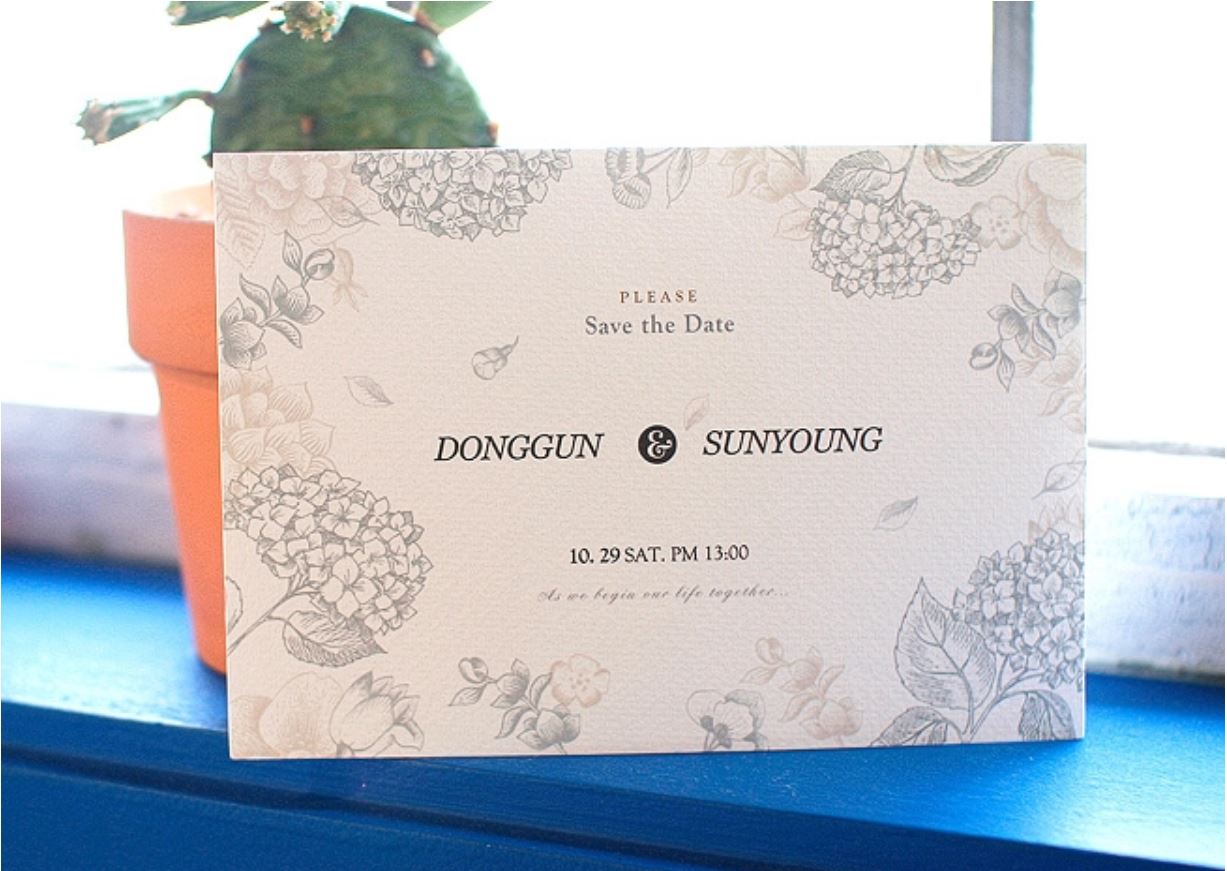 PLEASE
Save the Date
DONGGUN & SUNYOUNG
10. 29 SAT. PM 13:00
As we begin our life together...